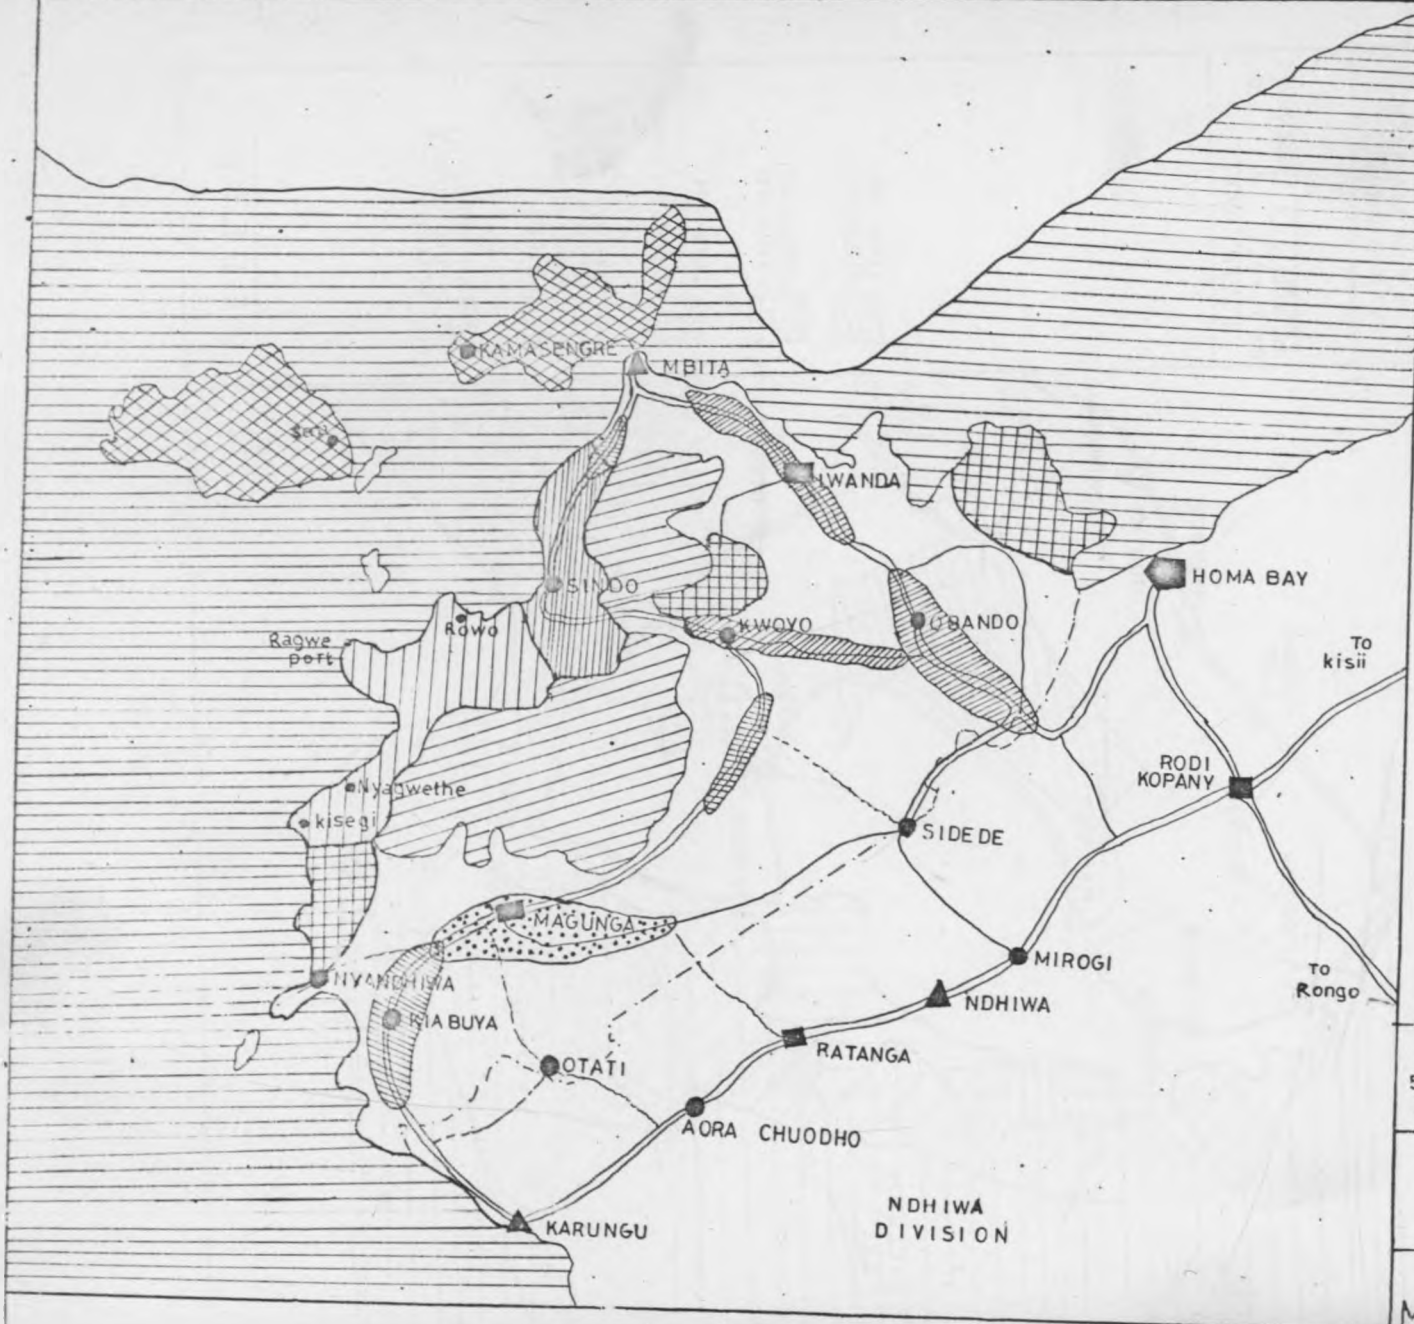 KAMASENGRE
MBITA
LWANDA
HOMA BAY
SINDO
Rowo
KWOYO
OBANDO
Ragwe
port
To
kisii
RODI
KOPANY
Nyagwethe
kisegi
SIDEDE
MAGUNGA
MIROGI
NYANDHIWA
To
Rongo
NDHIWA
KIABUYA
RATANGA
OTATI
AORA CHUODHO
NDHIWA
DIVISION
KARUNGU